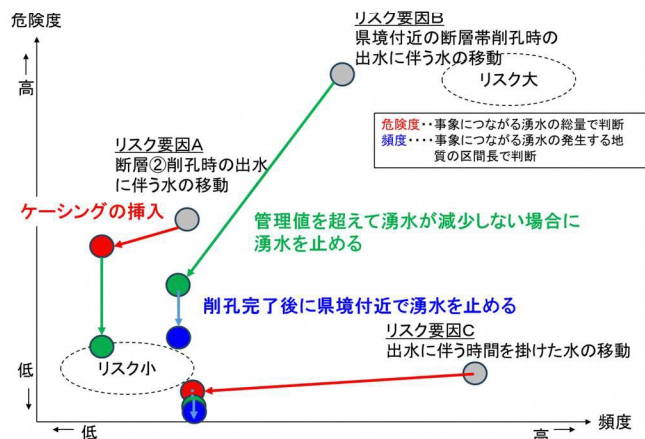 危険度
高
リスク要因B
県境付近の断層帯削孔時の
出水に伴う水の移動
リスク大
危険度・・事象につながる湧水の総量で判断
頻度・・・・事象につながる湧水の発生する地
質の区間長で判断
リスク要因A
断層②削孔時の出水
に伴う水の移動
ケーシングの挿入
管理値を超えて湧水が減少しない場合に
湧水を止める
削孔完了後に県境付近で湧水を止める
リスク要因C
出水に伴う時間を掛けた水の移動
リスク小
低
低
高
頻度